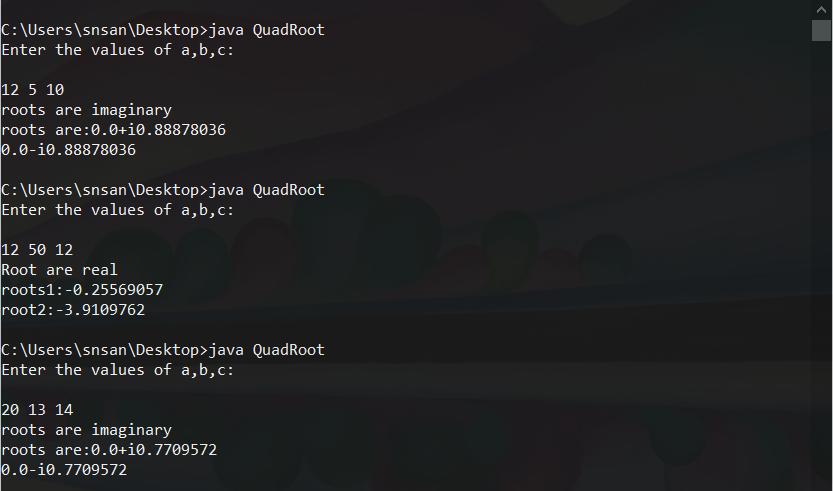 C:\Users\snsan\Desktop>java QuadRoot
Enter the values of a,b,c:
12 5 10
roots are imaginary
roots are:0.0+i0.88878036
0.0-i0.88878036
C:\Users\snsan\Desktop>java QuadRoot
Enter the values of a,b,c:
12 50 12
Root are real
roots1:-0.25569057
root2:-3.9109762
C:\Users\snsan\Desktop>java QuadRoot
Enter the values of a,b,c:
20 13 14
roots are imaginary
roots are:0.0+i0.7709572
0.0-i0.7709572